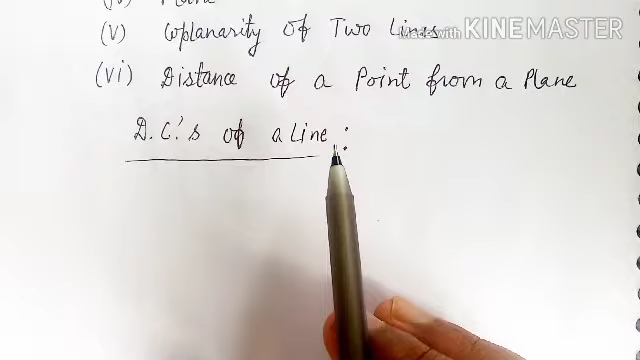 (V) Coplanarity of Two Lines
Made with KINEMASTER
(Vi) Distance of a Point from a Plane
D.C.'s of a Line :